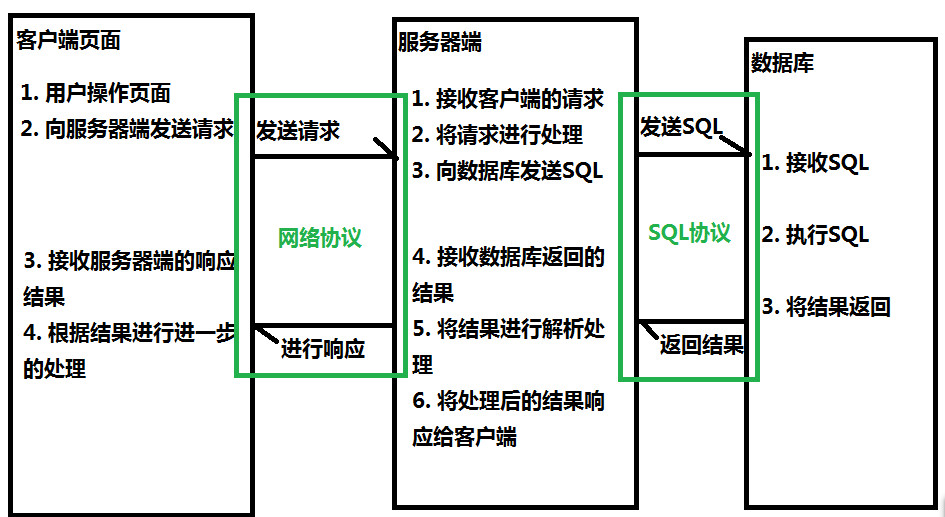 客户端页面
1. 用户操作页面
2. 向服务器端发送请求
3. 接收服务器端的响应
结果
4. 根据结果进行进一步
的处理
发送请求
网络协议
进行响应
服务器端
1. 接收客户端的请求
2. 将请求进行处理
3. 向数据库发送SQL
4. 接收数据库返回的
结果
5. 将结果进行解析处
理
6. 将处理后的结果响
应给客户端
发送SQL
SQL协议
返回结果
数据库
1. 接收SQL
2. 执行SQL
3. 将结果返回